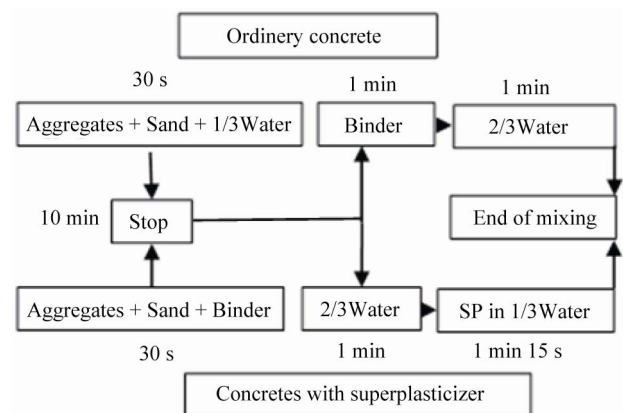 Ordinery concrete
30 s
1 min
1 min
Aggregates + Sand + 1/3Water
Binder
2/3Water
10 min
Stop
End of mixing
Aggregates + Sand + Binder
2/3Water
SP in 1/3Water
30 s
1 min
1 min 15 s
Concretes with superplasticizer